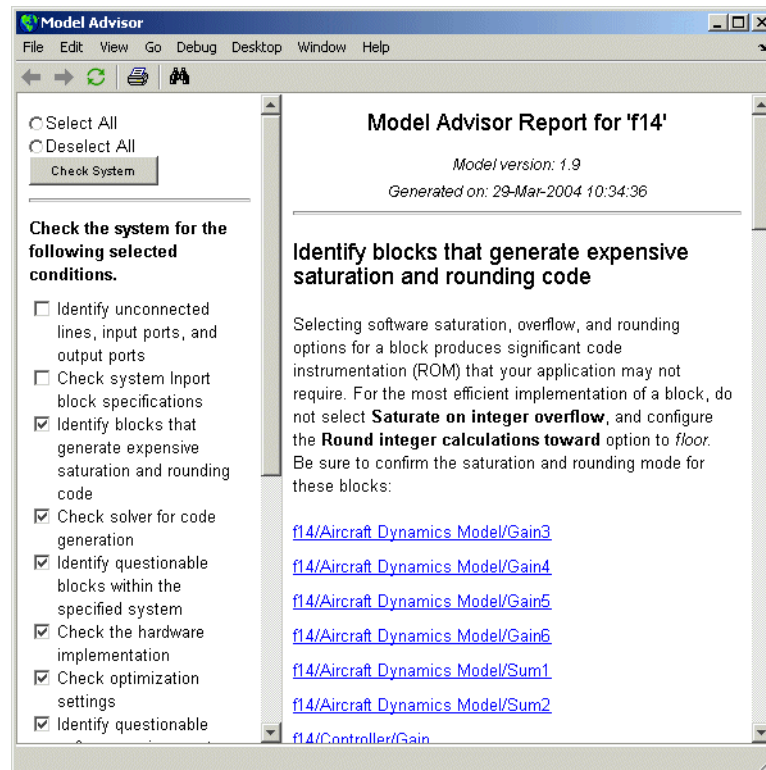 Model Advisor
File Edit View Go Debug Desktop Window Help
Select All
Deselect All
Check System
Check the system for the
following selected
conditions.
Identify unconnected
lines, input ports, and
output ports
Check system Inport
block specifications
Identify blocks that
generate expensive
saturation and rounding
code
Check solver for code
generation
Identify questionable
blocks within the
specified system
Check the hardware
implementation
Check optimization
settings
Identify questionable
Model Advisor Report for 'f14'
Model version: 1.9
Generated on: 29-Mar-2004 10:34:36
Identify blocks that generate expensive
saturation and rounding code
Selecting software saturation, overflow, and rounding
options for a block produces significant code
instrumentation (ROM) that your application may not
require. For the most efficient implementation of a block, do
not select Saturate on integer overflow, and configure
the Round integer calculations toward option to floor.
Be sure to confirm the saturation and rounding mode for
these blocks:
f14/Aircraft Dynamics Model/Gain3
f14/Aircraft Dynamics Model/Gain4
f14/Aircraft Dynamics Model/Gain5
f14/Aircraft Dynamics Model/Gain6
f14/Aircraft Dynamics Model/Sum1
f14/Aircraft Dynamics Model/Sum2
f14/Controller/Gain